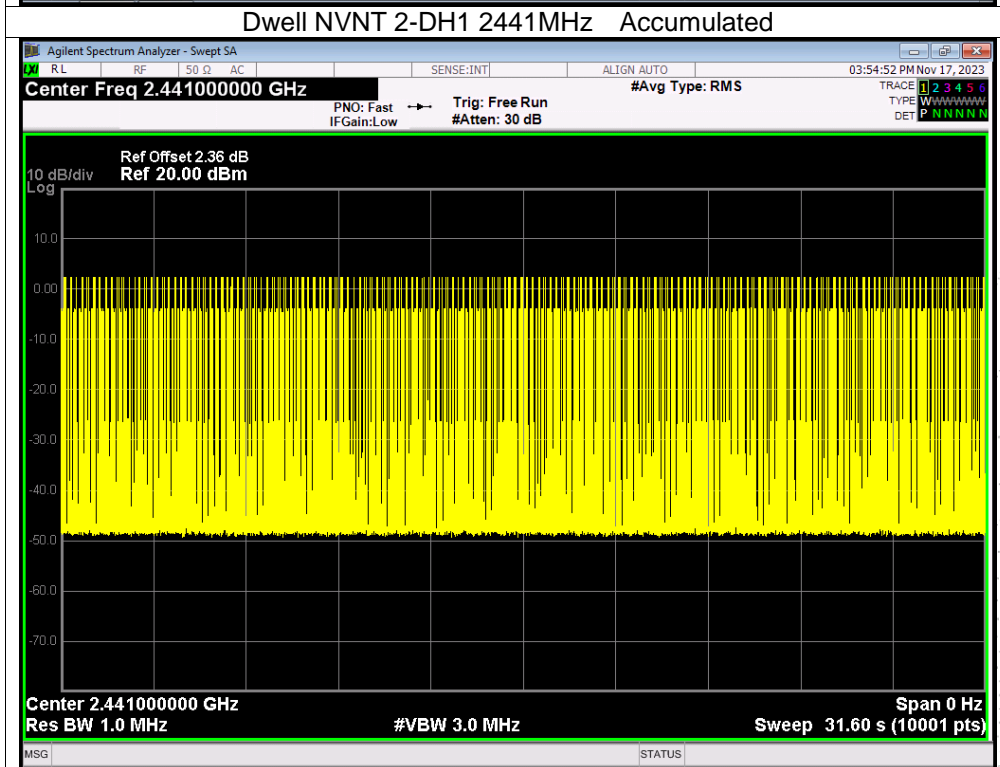 Dwell NVNT 2-DH1 2441MHz Accumulated
Agilent Spectrum Analyzer - Swept SA
LXI RL RF 50 Ω AC SENSE:INT ALIGN AUTO 03:54:52 PM Nov 17, 2023
Center Freq 2.441000000 GHz #Avg Type: RMS TRACE 1 2 3 4 5 6
PNO: Fast Trig: Free Run TYPE WWWWWW
IFGain:Low #Atten: 30 dB DET P N N N N N
Ref Offset 2.36 dB
10 dB/div Ref 20.00 dBm
Log
10.0
0.00
-10.0
-20.0
-30.0
-40.0
-50.0
-60.0
-70.0
Center 2.441000000 GHz Span 0 Hz
Res BW 1.0 MHz #VBW 3.0 MHz Sweep 31.60 s (10001 pts)
MSG STATUS